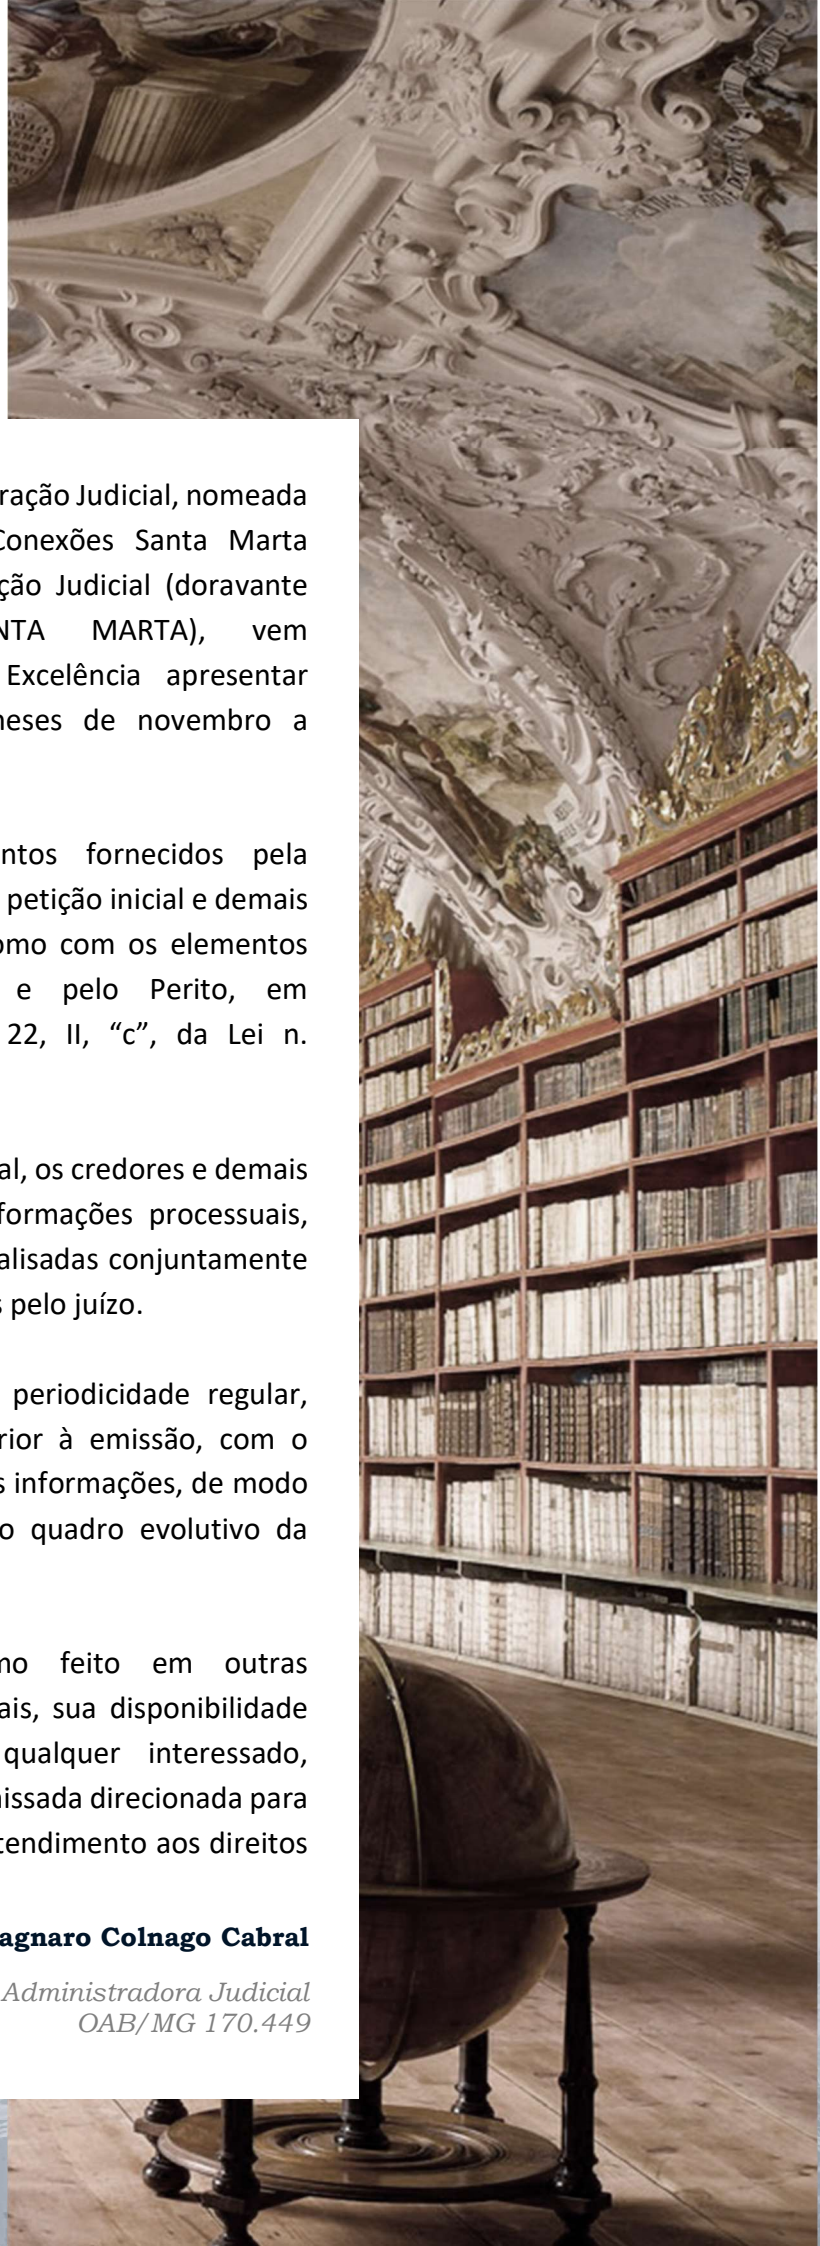 ração Judicial, nomeada
Conexões Santa Marta
ção Judicial (doravante
NTA MARTA), vem
Excelência apresentar
neses de novembro a
ntos fornecidos pela
petição inicial e demais
omo com os elementos
e pelo Perito, em
22, II, “c”, da Lei n.
al, os credores e demais
formações processuais,
alisadas conjuntamente
s pelo juízo.
periodicidade regular,
rior à emissão, com o
s informações, de modo
o quadro evolutivo da
mo feito em outras
ais, sua disponibilidade
qualquer interessado,
issada direcionada para
tendimento aos direitos
agnaro Colnago Cabral
Administradora Judicial
OAB/MG 170.449